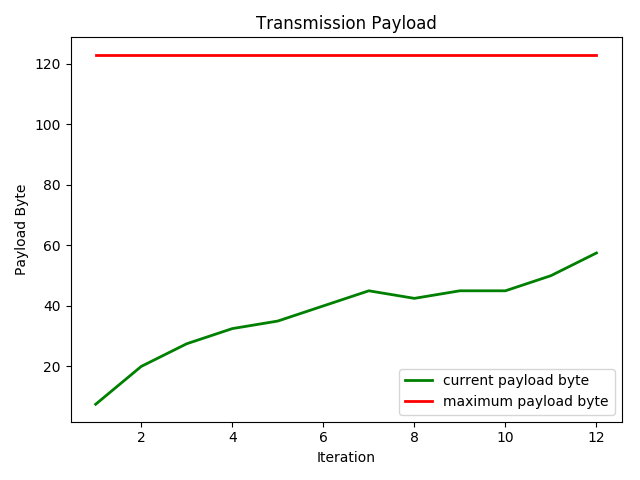 Transmission Payload
120
100
80
60
40
20
Payload Byte
2 4 6 8 10 12
Iteration
current payload byte
maximum payload byte